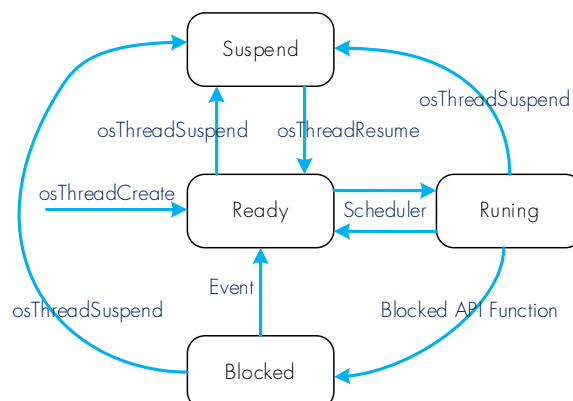 Suspend
osThreadSuspend
osThreadSuspend
osThreadResume
osThreadCreate
Ready
Scheduler
Runing
Event
osThreadSuspend
Blocked API Function
Blocked